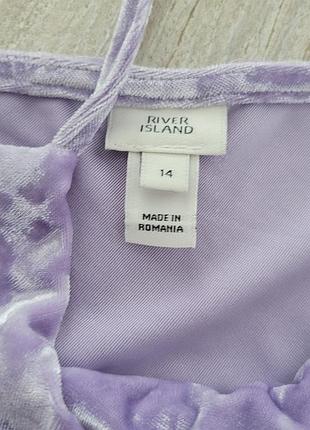 RIVER
ISLAND
14
MADE IN
ROMANIA